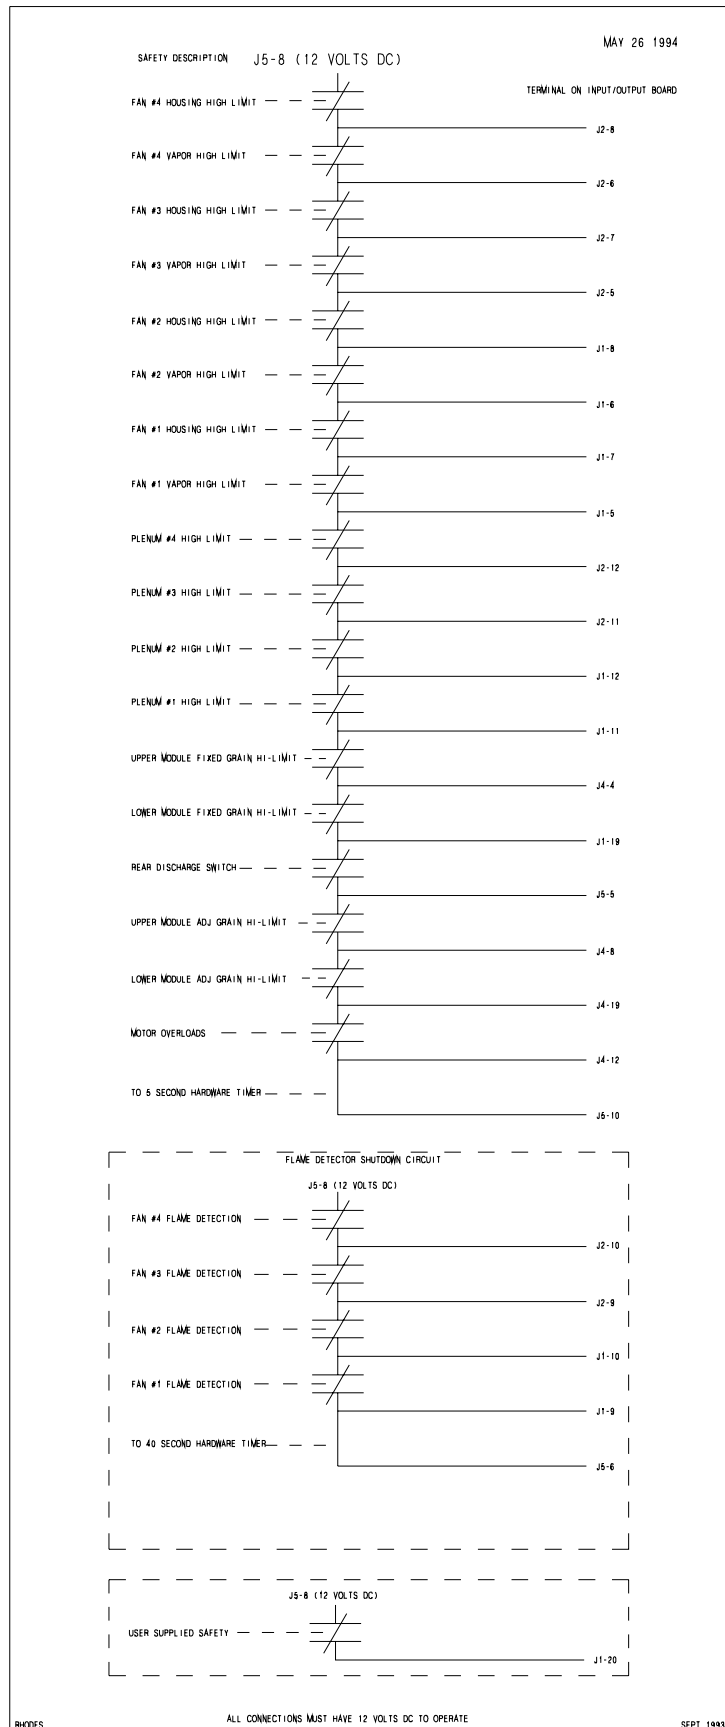 MAY 26 1994
SAFETY DESCRIPTION J5-8 (12 VOLTS DC)
TERMINAL ON INPUT/OUTPUT BOARD
FAN #4 HOUSING HIGH LIMIT
J2-8
FAN #4 VAPOR HIGH LIMIT
J2-6
FAN #3 HOUSING HIGH LIMIT
J2-7
FAN #3 VAPOR HIGH LIMIT
J2-5
FAN #2 HOUSING HIGH LIMIT
J1-8
FAN #2 VAPOR HIGH LIMIT
J1-6
FAN #1 HOUSING HIGH LIMIT
J1-7
FAN #1 VAPOR HIGH LIMIT
J1-5
PLENUM #4 HIGH LIMIT
J2-12
PLENUM #3 HIGH LIMIT
J2-11
PLENUM #2 HIGH LIMIT
J1-12
PLENUM #1 HIGH LIMIT
J1-11
UPPER MODULE FIXED GRAIN HI-LIMIT
J4-4
LOWER MODULE FIXED GRAIN HI-LIMIT
J1-19
REAR DISCHARGE SWITCH
J5-5
UPPER MODULE ADJ GRAIN HI-LIMIT
J4-8
LOWER MODULE ADJ GRAIN HI-LIMIT
J4-19
MOTOR OVERLOADS
J4-12
TO 5 SECOND HARDWARE TIMER
J5-10
FLAME DETECTOR SHUTDOWN CIRCUIT
J5-8 (12 VOLTS DC)
FAN #4 FLAME DETECTION
J2-10
FAN #3 FLAME DETECTION
J2-9
FAN #2 FLAME DETECTION
J1-10
FAN #1 FLAME DETECTION
J1-9
TO 40 SECOND HARDWARE TIMER
J5-6
J5-8 (12 VOLTS DC)
USER SUPPLIED SAFETY
J1-20
ALL CONNECTIONS MUST HAVE 12 VOLTS DC TO OPERATE
RHODES
SEPT 1993